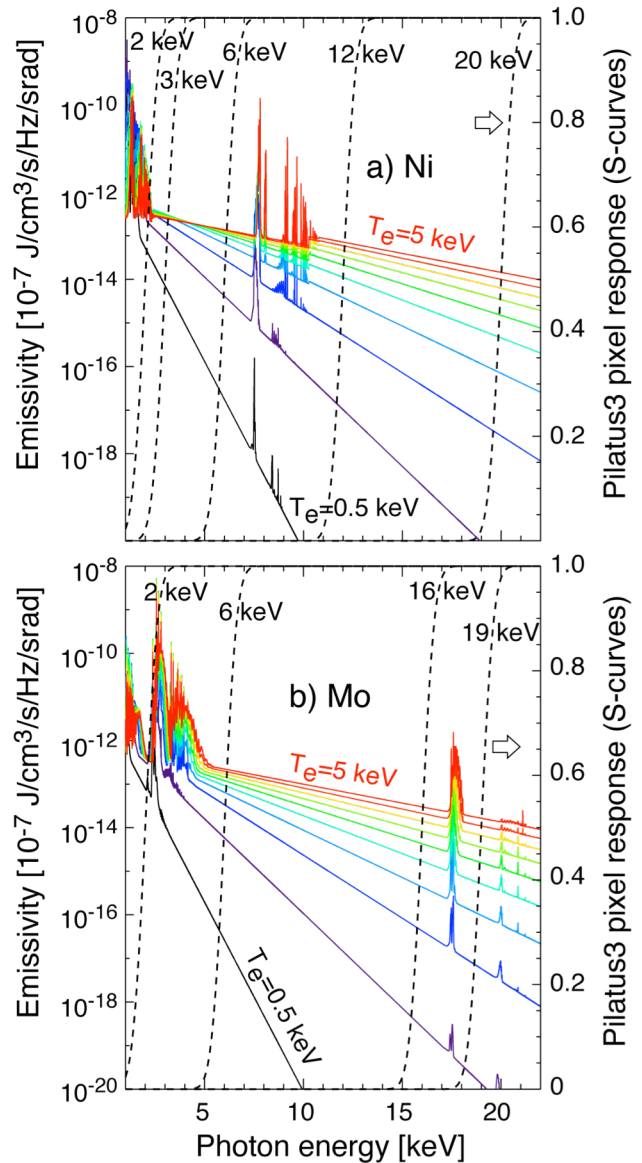 10^-8
10^-10
10^-12
10^-14
10^-16
10^-18
Emissivity [10^-7 J/cm^3/s/Hz/srad]
2 keV
3 keV
6 keV
12 keV
20 keV
a) Ni
T_e=5 keV
T_e=0.5 keV
1.0
0.8
0.6
0.4
0.2
Pilatus3 pixel response (S-curves)
10^-8
10^-10
10^-12
10^-14
10^-16
10^-18
10^-20
Emissivity [10^-7 J/cm^3/s/Hz/srad]
2 keV
6 keV
16 keV
19 keV
b) Mo
T_e=5 keV
T_e=0.5 keV
1.0
0.8
0.6
0.4
0.2
0
Pilatus3 pixel response (S-curves)
5 10 15 20
Photon energy [keV]